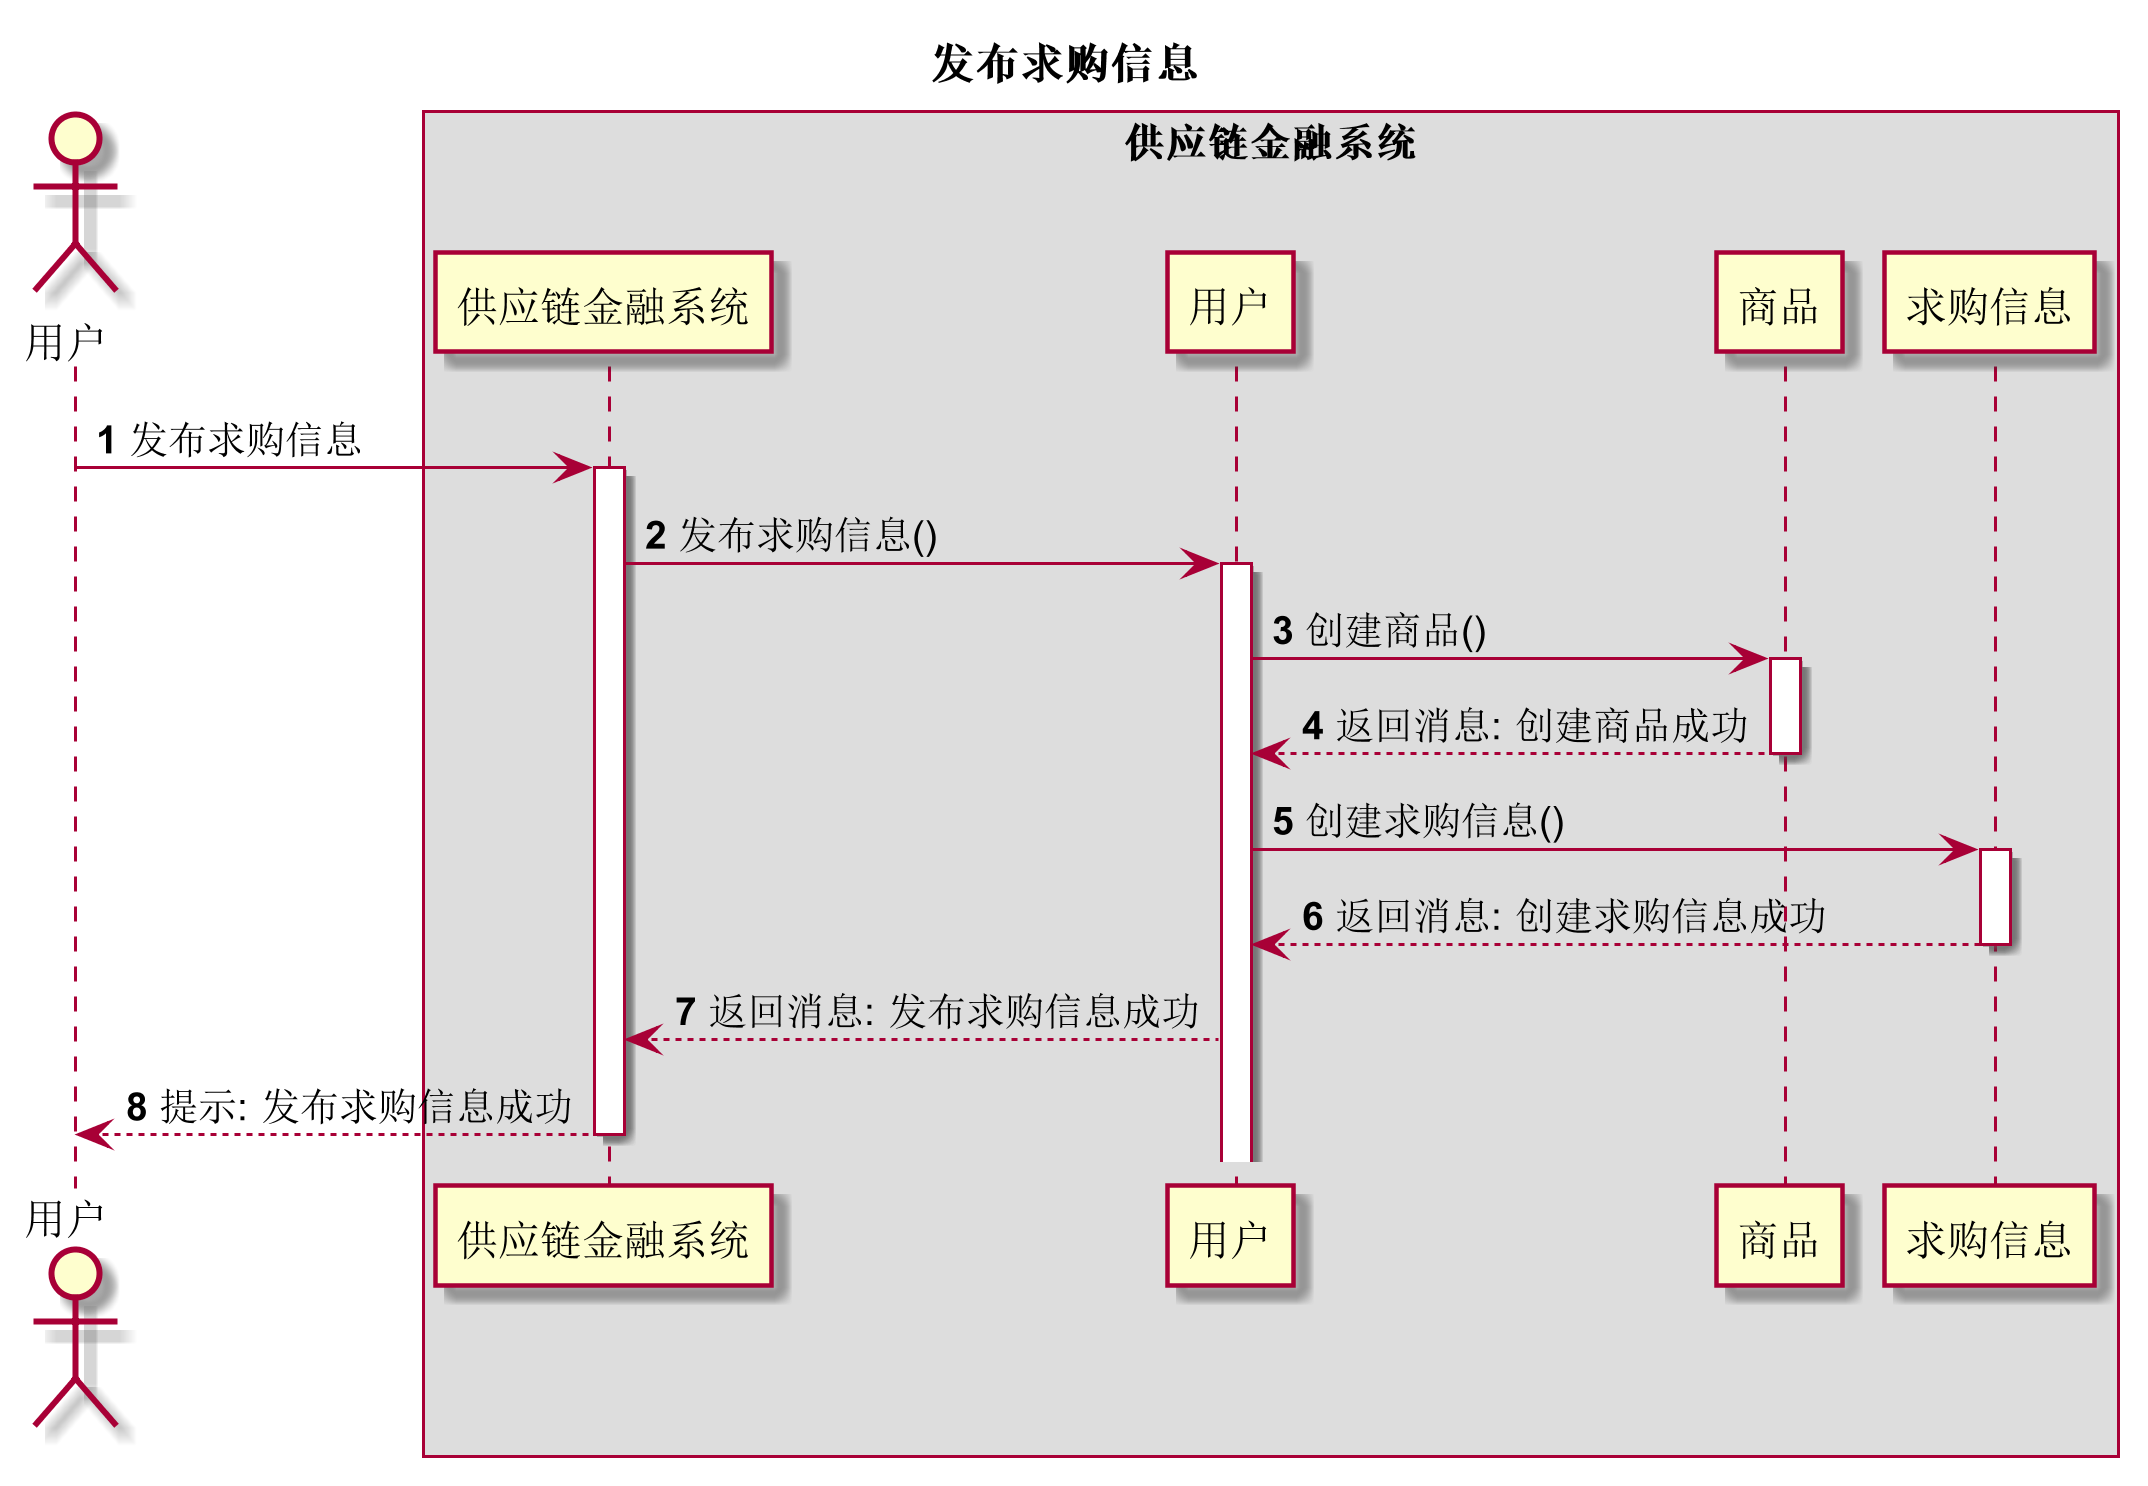 发布求购信息
供应链金融系统
用户
供应链金融系统
用户
商品
求购信息
1 发布求购信息
2 发布求购信息()
3 创建商品()
4 返回消息: 创建商品成功
5 创建求购信息()
6 返回消息: 创建求购信息成功
7 返回消息: 发布求购信息成功
8 提示: 发布求购信息成功
用户
供应链金融系统
用户
商品
求购信息